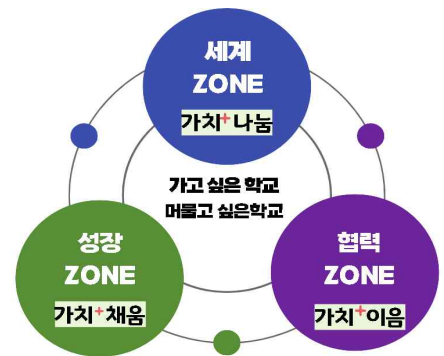 세계
ZONE
가치+나눔
가고 싶은 학교
머물고 싶은학교
성장
ZONE
가치+채움
협력
ZONE
가치+이음